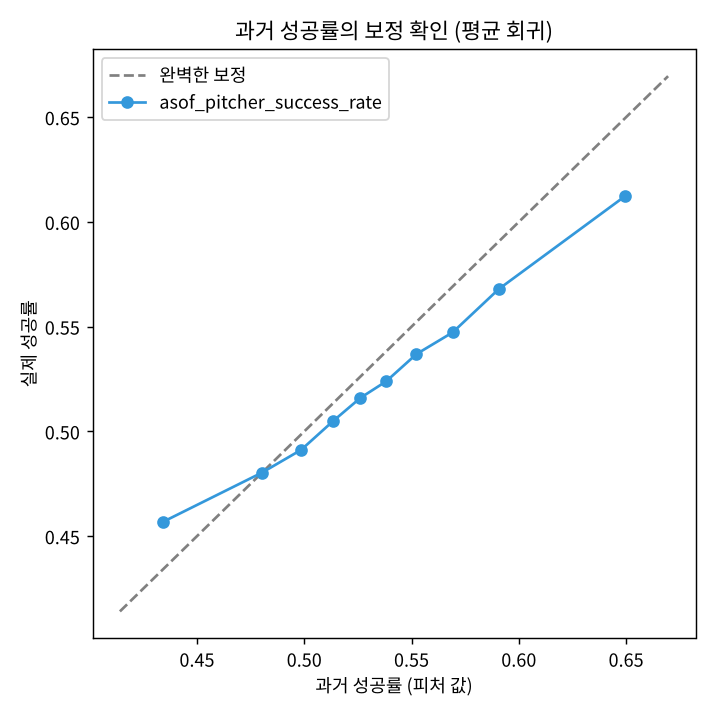 과거 성공률의 보정 확인 (평균 회귀)
완벽한 보정
asof_pitcher_success_rate
실제 성공률
0.65
0.60
0.55
0.50
0.45
0.45 0.50 0.55 0.60 0.65
과거 성공률 (피처 값)